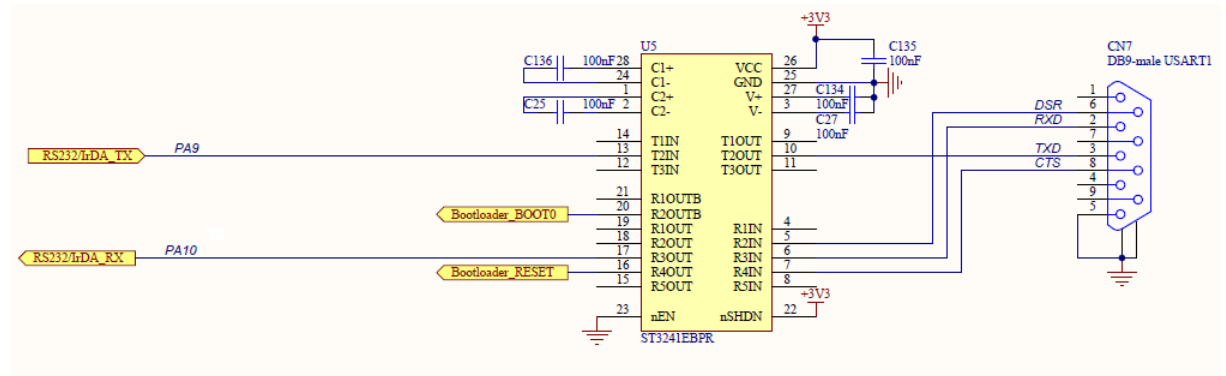 +3V3
U5
C136
100nF
28
24
C1+
C1-
C25
100nF
1
2
C2+
C2-
VCC
GND
V+
V-
26
25
27
3
C135
100nF
C134
100nF
C27
100nF
CN7
DB9-male USART1
RS232/IrDA_TX
PA9
14
13
12
T1IN
T2IN
T3IN
T1OUT
T2OUT
T3OUT
9
10
11
DSR
RXD
TXD
CTS
1
6
2
7
3
8
4
9
5
Bootloader_BOOT0
RS232/IrDA_RX
PA10
Bootloader_RESET
21
20
19
18
17
16
15
R1OUTB
R2OUTB
R1OUT
R2OUT
R3OUT
R4OUT
R5OUT
R1IN
R2IN
R3IN
R4IN
R5IN
4
5
6
7
8
+3V3
23
nEN
nSHDN
22
ST3241EBPR